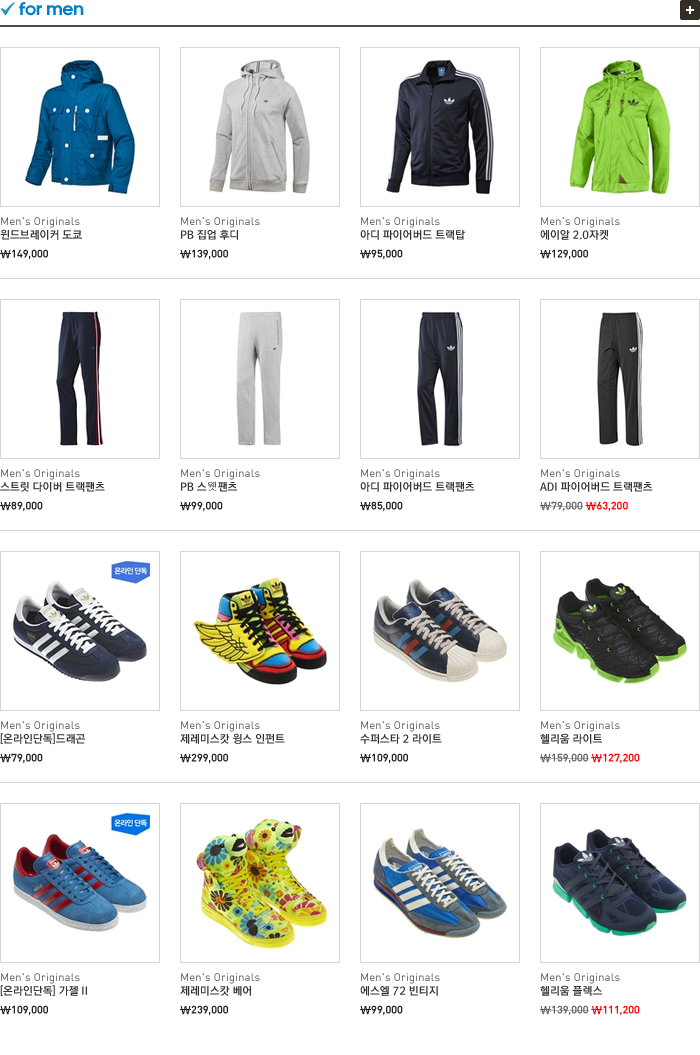 for men
Men's Originals
윈드브레이커 도쿄
₩149,000
Men's Originals
PB 집업 후디
₩139,000
Men's Originals
아디 파이어버드 트랙탑
₩95,000
Men's Originals
에이알 2.0자켓
₩129,000
Men's Originals
스트릿 다이버 트랙팬츠
₩89,000
Men's Originals
PB 스웻팬츠
₩99,000
Men's Originals
아디 파이어버드 트랙팬츠
₩85,000
Men's Originals
ADI 파이어버드 트랙팬츠
₩79,000 ₩63,200
온라인 단독
Men's Originals
[온라인단독]드래곤
₩79,000
Men's Originals
제레미스캇 윙스 인펀트
₩299,000
Men's Originals
수퍼스타 2 라이트
₩109,000
Men's Originals
헬리움 라이트
₩159,000 ₩127,200
온라인 단독
Men's Originals
[온라인단독] 가젤 II
₩109,000
Men's Originals
제레미스캇 베어
₩239,000
Men's Originals
에스엘 72 빈티지
₩99,000
Men's Originals
헬리움 플렉스
₩139,000 ₩111,200